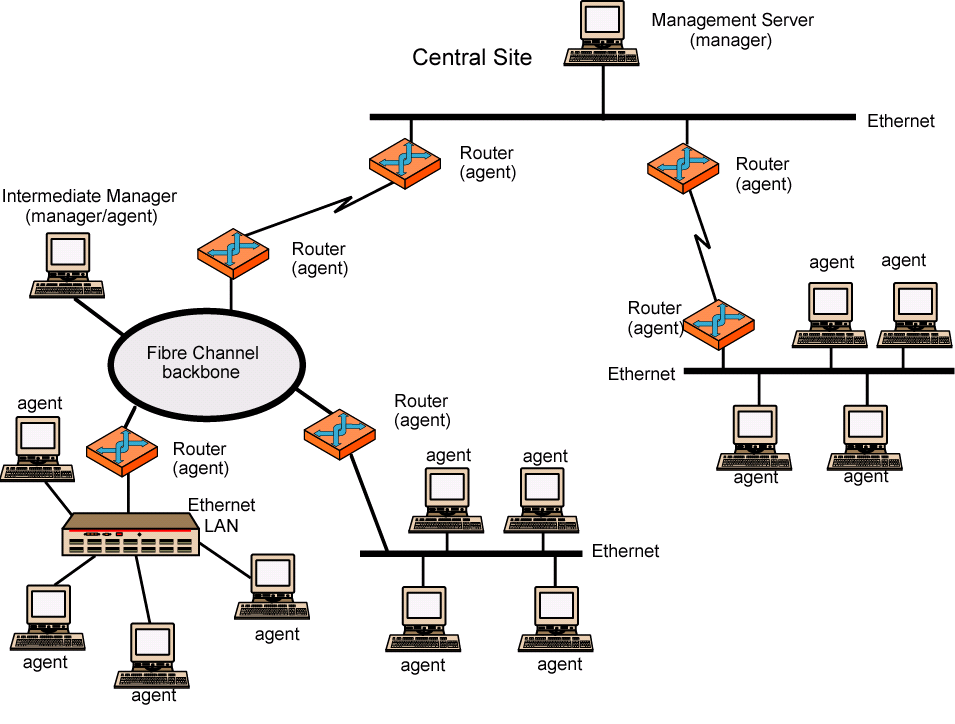 Management Server
(manager)
Central Site
Ethernet
Router
(agent)
Router
(agent)
Intermediate Manager
(manager/agent)
Router
(agent)
agent
agent
Router
(agent)
Fibre Channel
backbone
Ethernet
agent
Router
(agent)
Router
(agent)
agent
agent
agent
agent
Ethernet
LAN
Ethernet
agent
agent
agent
agent
agent